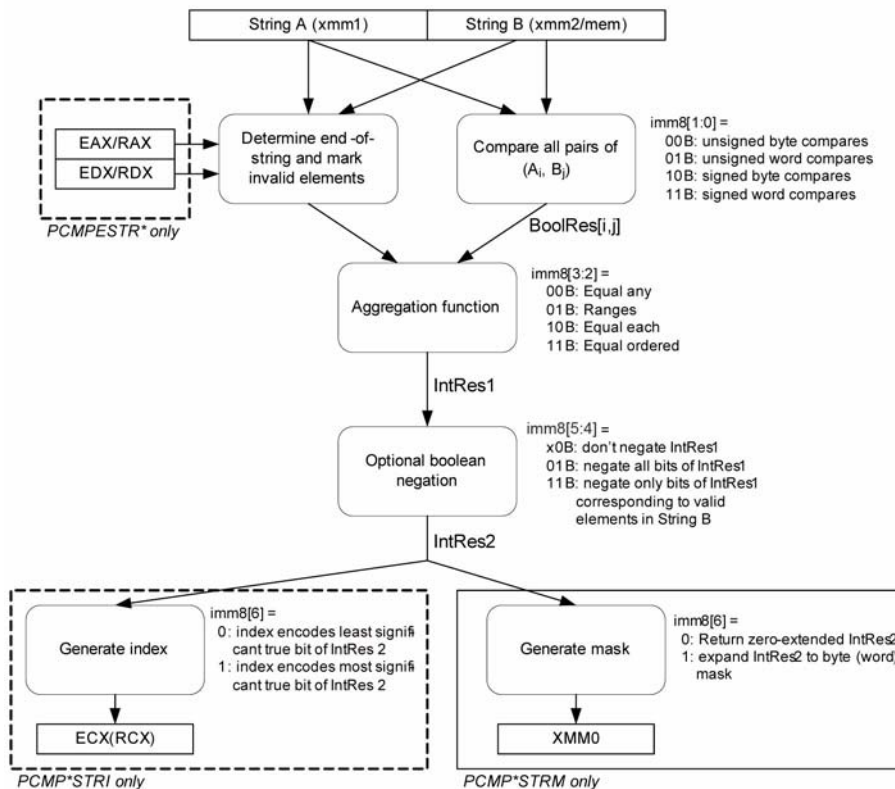 String A (xmm1)
String B (xmm2/mem)
EAX/RAX
EDX/RDX
PCMPESTR* only
Determine end-of-
string and mark
invalid elements
Compare all pairs of
(Ai, Bj)
imm8[1:0] =
00B: unsigned byte compares
01B: unsigned word compares
10B: signed byte compares
11B: signed word compares
BoolRes[i,j]
Aggregation function
imm8[3:2] =
00B: Equal any
01B: Ranges
10B: Equal each
11B: Equal ordered
IntRes1
Optional boolean
negation
imm8[5:4] =
x0B: don't negate IntRes1
01B: negate all bits of IntRes1
11B: negate only bits of IntRes1
corresponding to valid
elements in String B
IntRes2
Generate index
imm8[6] =
0: index encodes least signifi
cant true bit of IntRes 2
1: index encodes most signifi
cant true bit of IntRes 2
ECX(RCX)
PCMP*STRI only
Generate mask
imm8[6] =
0: Return zero-extended IntRes2
1: expand IntRes2 to byte (word)
mask
XMM0
PCMP*STRM only